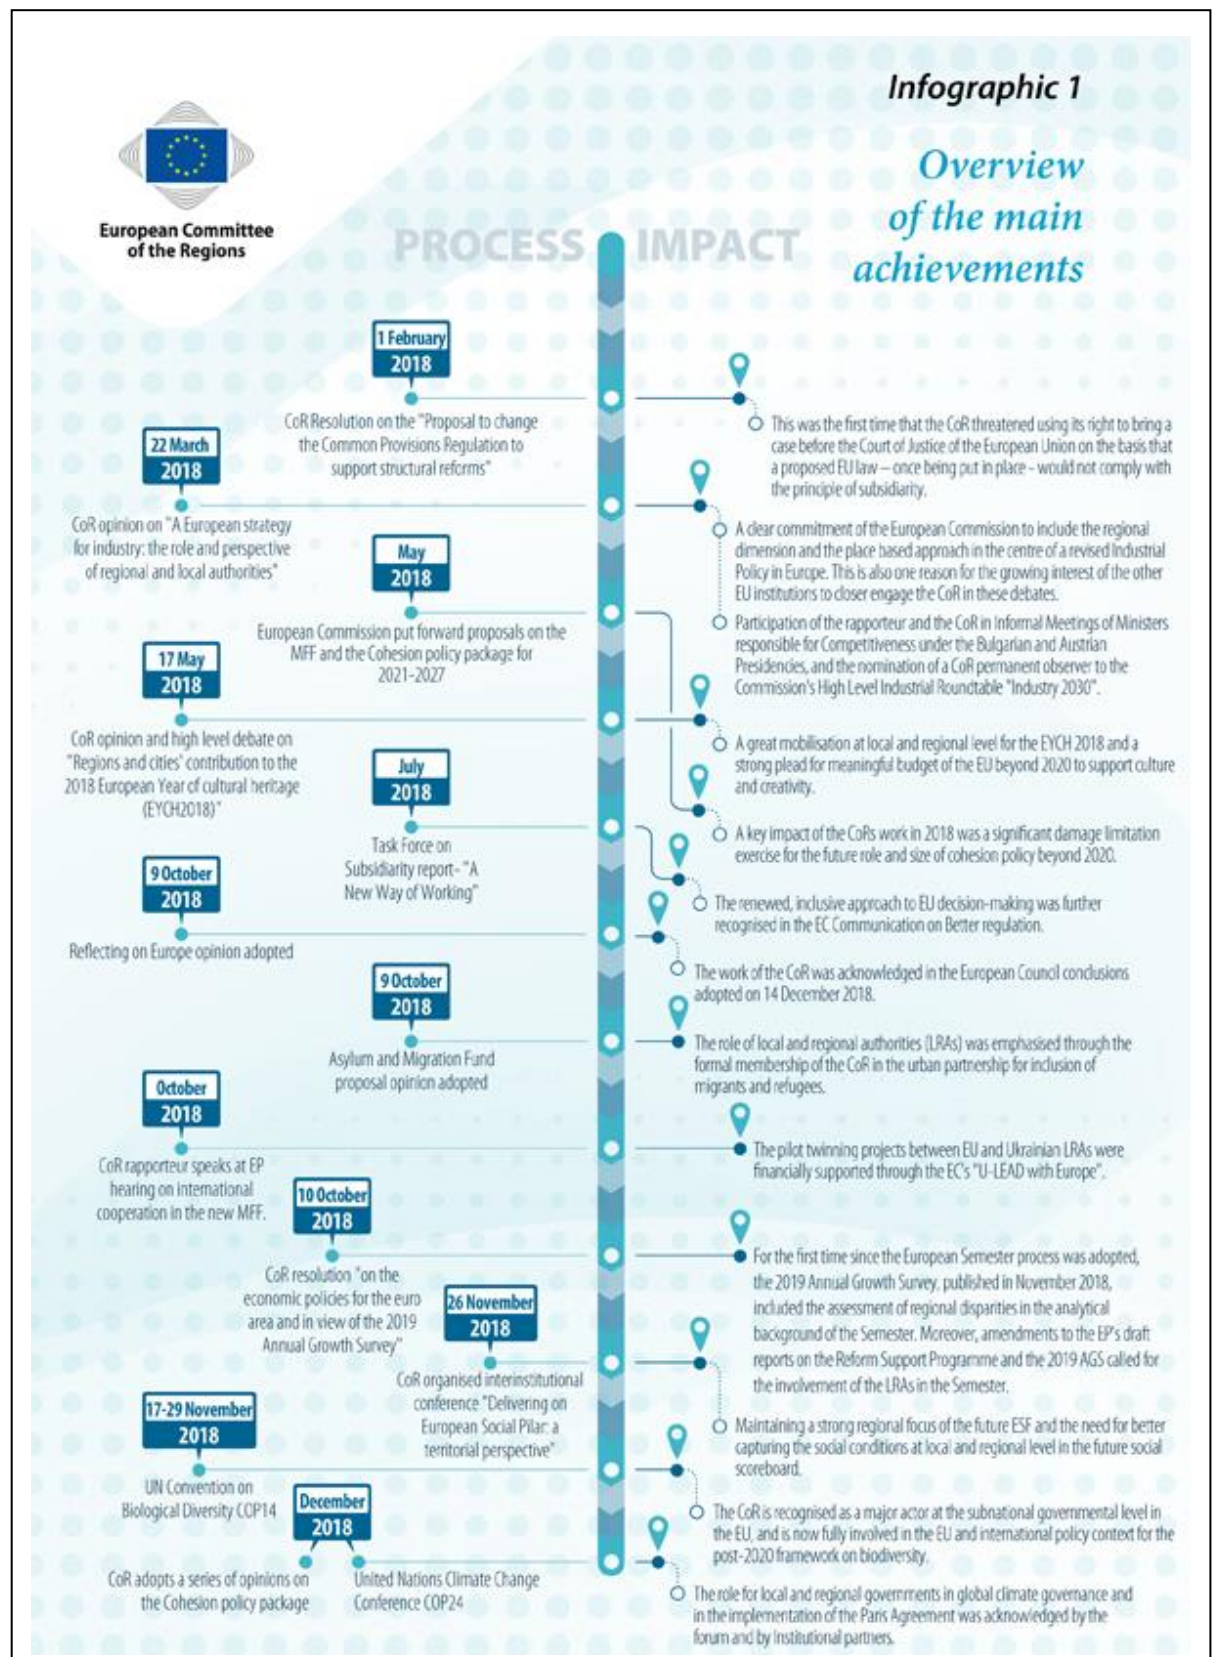 Infographic 1
European Committee
of the Regions
Overview
of the main
achievements
PROCESS IMPACT
1 February
2018
CoR Resolution on the "Proposal to change
the Common Provisions Regulation to
support structural reforms"
This was the first time that the CoR threatened using its right to bring a
case before the Court of Justice of the European Union on the basis that
a proposed EU law – once being put in place - would not comply with
the principle of subsidiarity.
22 March
2018
CoR opinion on "A European strategy
for industry: the role and perspective
of regional and local authorities"
A clear commitment of the European Commission to include the regional
dimension and the place based approach in the centre of a revised Industrial
Policy in Europe. This is also one reason for the growing interest of the other
EU institutions to closer engage the CoR in these debates.
Participation of the rapporteur and the CoR in Informal Meetings of Ministers
responsible for Competitiveness under the Bulgarian and Austrian
Presidencies, and the nomination of a CoR permanent observer to the
Commission's High Level Industrial Roundtable "Industry 2030".
May
2018
European Commission put forward proposals on the
MFF and the Cohesion policy package for
2021-2027
17 May
2018
CoR opinion and high level debate on
"Regions and cities' contribution to the
2018 European Year of cultural heritage
(EYCH2018)"
A great mobilisation at local and regional level for the EYCH 2018 and a
strong plead for meaningful budget of the EU beyond 2020 to support culture
and creativity.
A key impact of the CoRs work in 2018 was a significant damage limitation
exercise for the future role and size of cohesion policy beyond 2020.
July
2018
Task Force on
Subsidiarity report- "A
New Way of Working"
The renewed, inclusive approach to EU decision-making was further
recognised in the EC Communication on Better regulation.
9 October
2018
Reflecting on Europe opinion adopted
The work of the CoR was acknowledged in the European Council conclusions
adopted on 14 December 2018.
9 October
2018
Asylum and Migration Fund
proposal opinion adopted
The role of local and regional authorities (LRAs) was emphasised through the
formal membership of the CoR in the urban partnership for inclusion of
migrants and refugees.
October
2018
CoR rapporteur speaks at EP
hearing on international
cooperation in the new MFF.
The pilot twinning projects between EU and Ukrainian LRAs were
financially supported through the EC's "U-LEAD with Europe".
10 October
2018
CoR resolution "on the
economic policies for the euro
area and in view of the 2019
Annual Growth Survey"
For the first time since the European Semester process was adopted,
the 2019 Annual Growth Survey, published in November 2018,
included the assessment of regional disparities in the analytical
background of the Semester. Moreover, amendments to the EP's draft
reports on the Reform Support Programme and the 2019 AGS called for
the involvement of the LRAs in the Semester.
26 November
2018
CoR organised interinstitutional
conference "Delivering on
European Social Pilar: a
territorial perspective"
Maintaining a strong regional focus of the future ESF and the need for better
capturing the social conditions at local and regional level in the future social
scoreboard.
17-29 November
2018
UN Convention on
Biological Diversity COP14
The CoR is recognised as a major actor at the subnational governmental level in
the EU, and is now fully involved in the EU and international policy context for the
post-2020 framework on biodiversity.
December
2018
CoR adopts a series of opinions on
the Cohesion policy package
United Nations Climate Change
Conference COP24
The role for local and regional governments in global climate governance and
in the implementation of the Paris Agreement was acknowledged by the
forum and by Institutional partners.